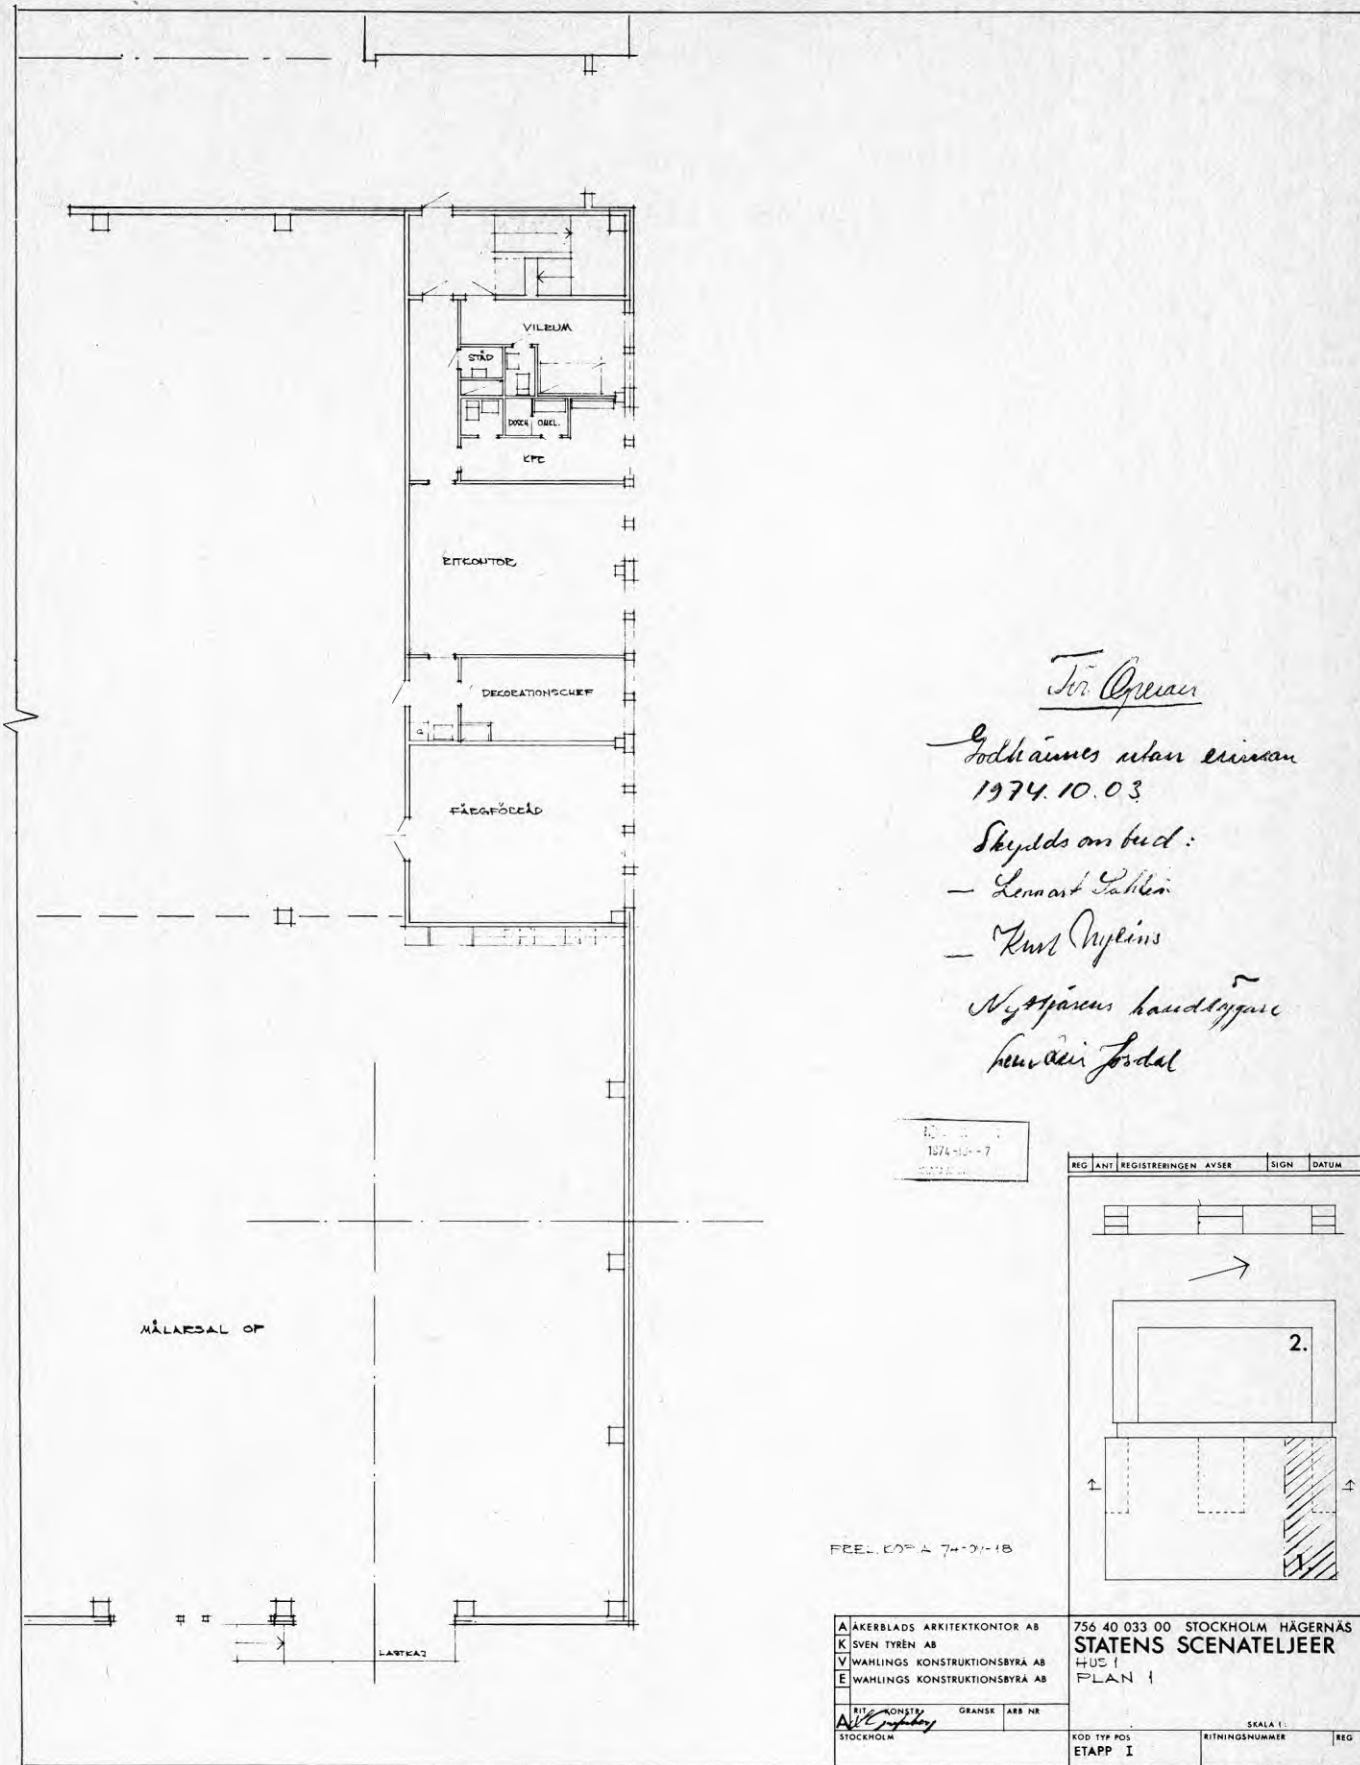 VILRUM
STÄD
DUSCH OMKL.
KPR
RITKONTOR
DEKORATIONSCHEF
FÄRGFÖRRÅD
MÅLARSAL OP
LASTKAJ
För Operan
Godkännes utan erinran
1974.10.03
Skyddsombud:
— Lennart
— Kurt
handläggare
Josdal
1974
7
REG ANT REGISTRERINGEN AVSER SIGN DATUM
2.
1.
PREL. KOPIA 74-
18
A ÅKERBLADS ARKITEKTKONTOR AB
K SVEN TYRÉN AB
V WAHLINGS KONSTRUKTIONSBYRÅ AB
E WAHLINGS KONSTRUKTIONSBYRÅ AB
RIT KONSTR GRANSK ARB NR
A
STOCKHOLM
756 40 033 00 STOCKHOLM HÄGERNÄS
STATENS SCENATELJEER
HUS 1
PLAN 1
SKALA 1:
KOD TYP POS RITNINGSNUMMER REG
ETAPP I